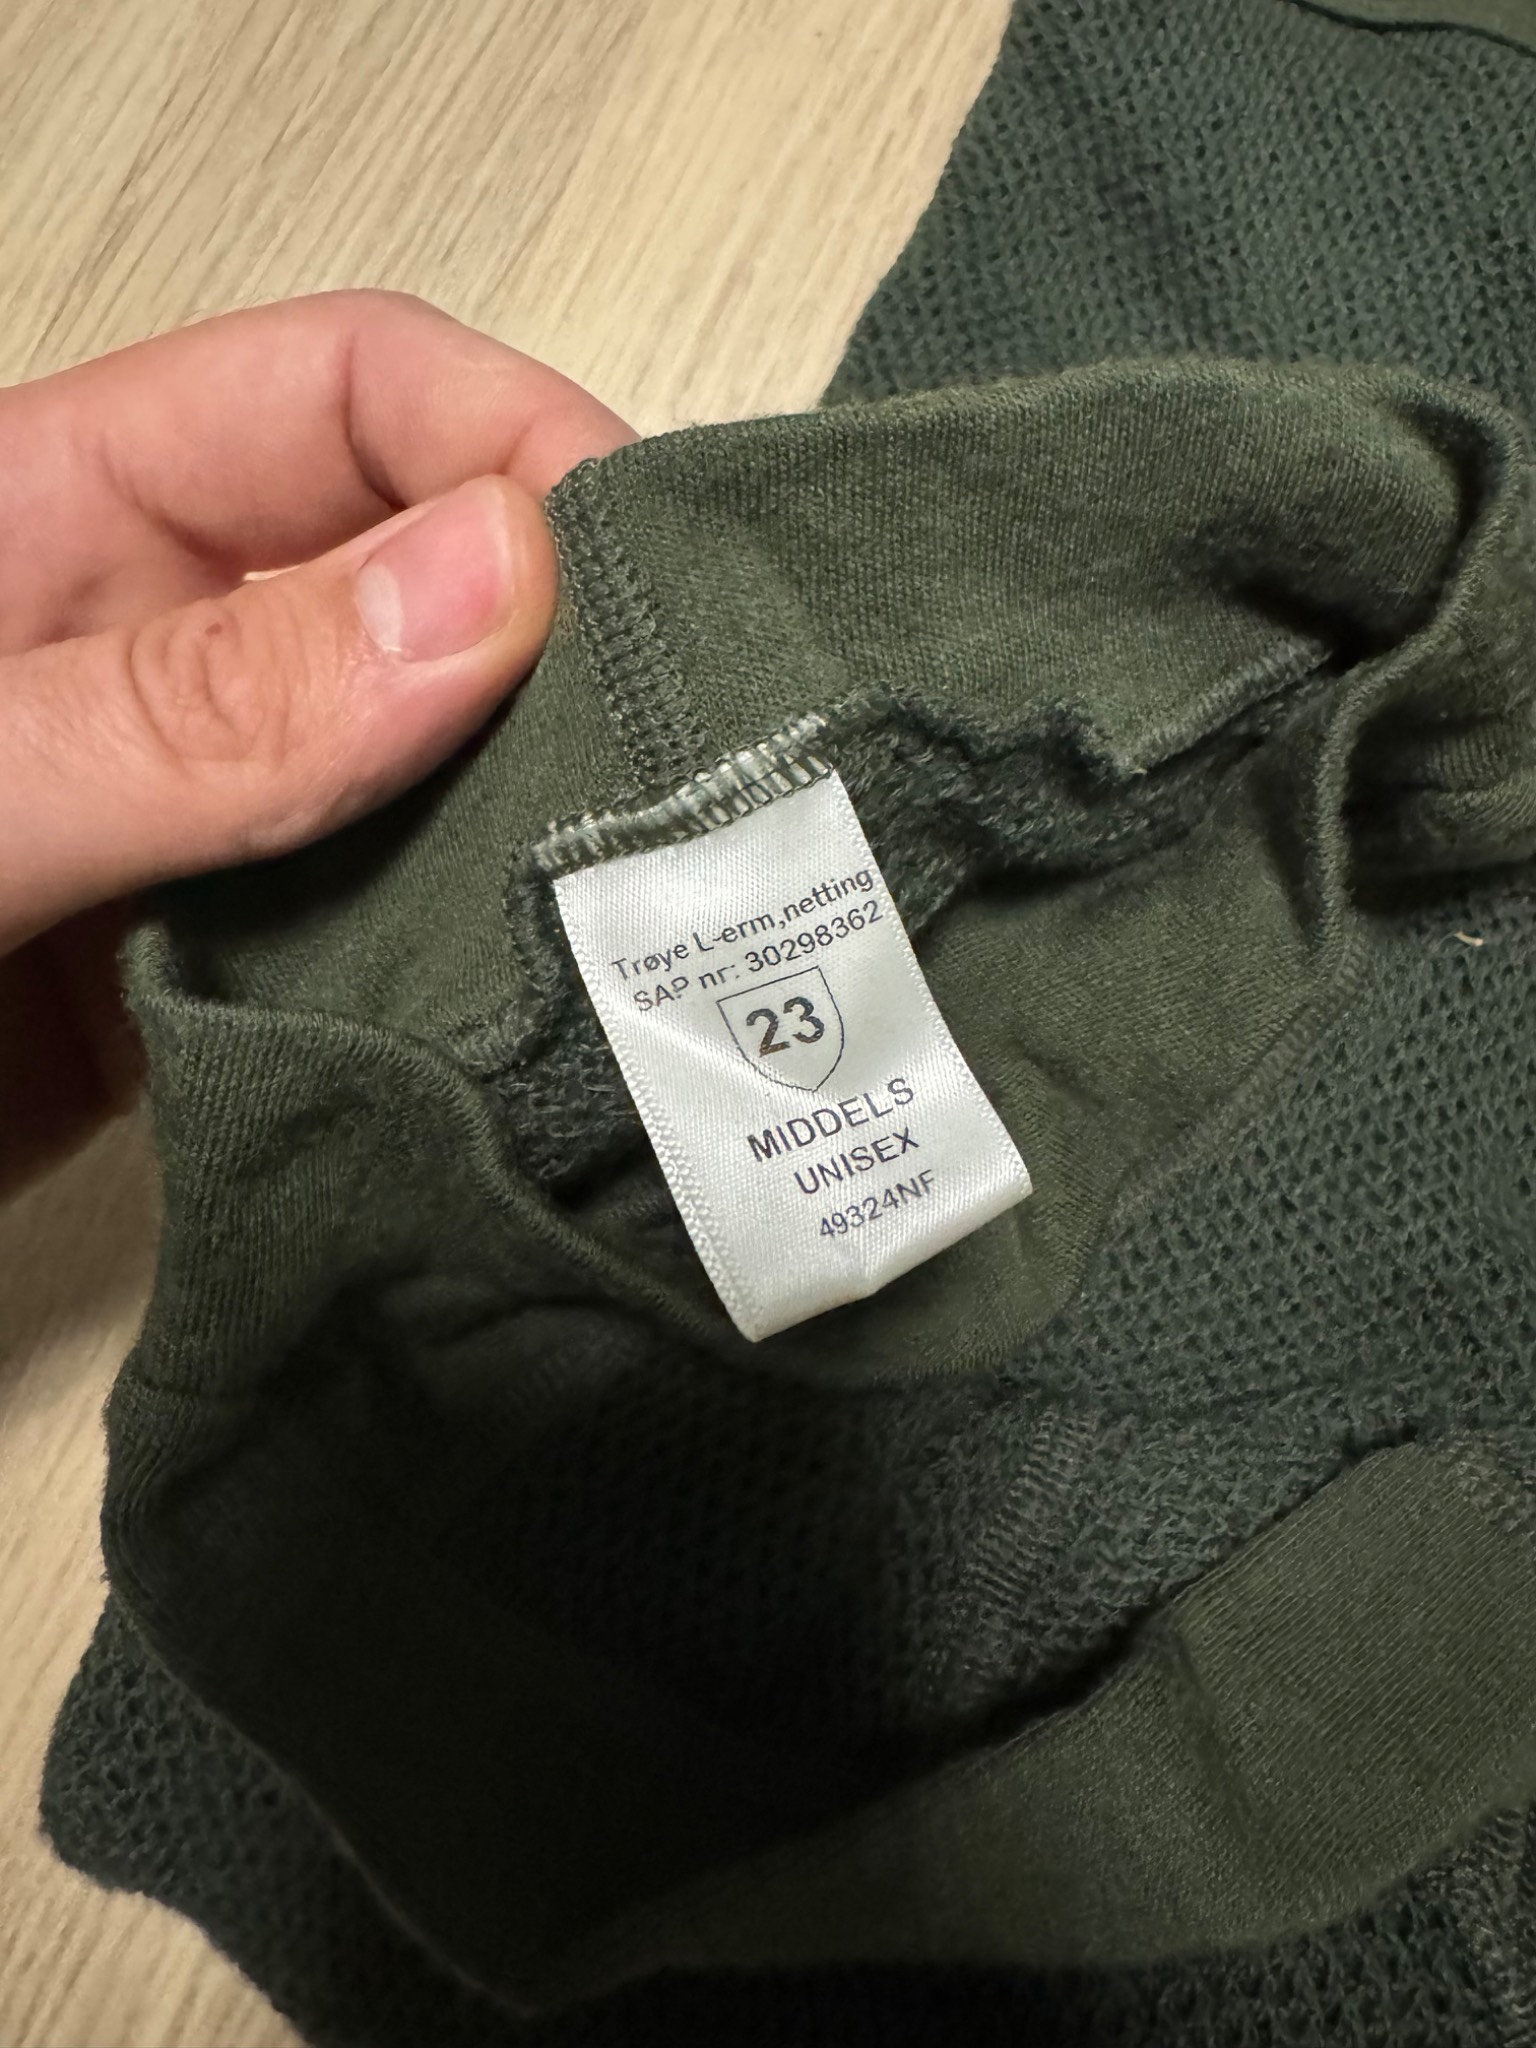 Trøye L-erm,netting
SAP nr: 30298362
23
MIDDELS
UNISEX
49324NF